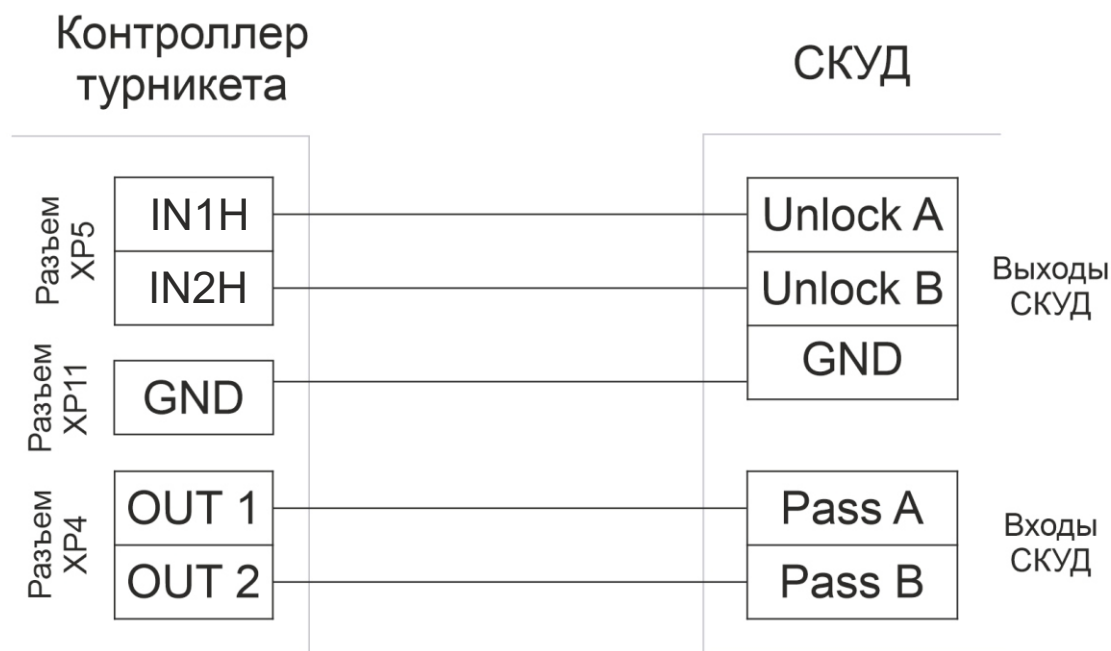 Контроллер
турникета
СКУД
Разъем
XP5
IN1H
IN2H
Unlock A
Unlock B
GND
Выходы
СКУД
Разъем
XP11
GND
Разъем
XP4
OUT 1
OUT 2
Pass A
Pass B
Входы
СКУД